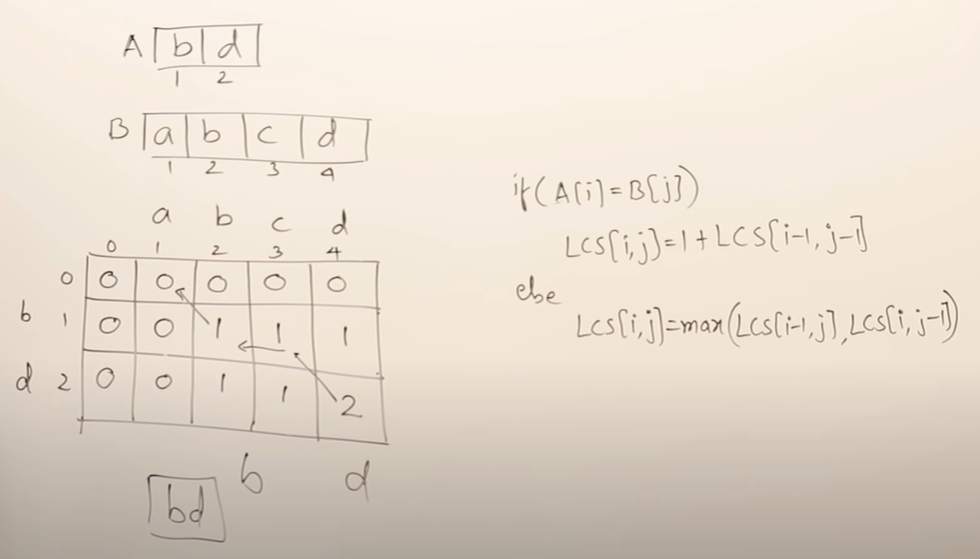 A b d
1 2
B a b c d
1 2 3 4
a b c d
0 1 2 3 4
0 0 0 0 0 0
b 1 0 0 1 1 1
d 2 0 0 1 1 2
b d
bd
if(A[i]=B[j])
LCS[i,j]=1+LCS[i-1, j-1]
else
LCS[i,j]=max(LCS[i-1,j],LCS[i,j-1])